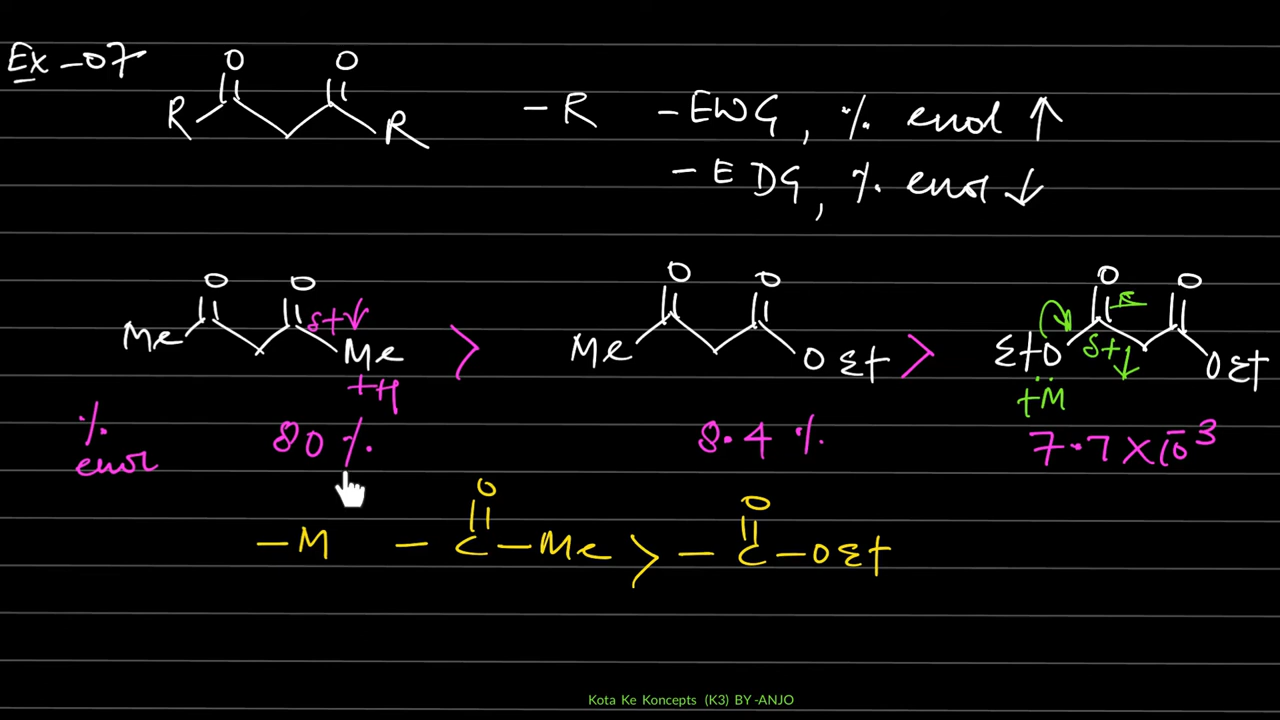 Ex-07
O O
R R -R -EWG, % enol ↑
-EDG, % enol ↓
O O O O O O
Me δ+↓ Me > Me OEt > EtO δ+↓ OEt
+H +M
% enol 80 % 8.4 % 7.7×10⁻³
O O
-M -C-Me > -C-OEt
Kota Ke Koncepts (K3) BY -ANJO